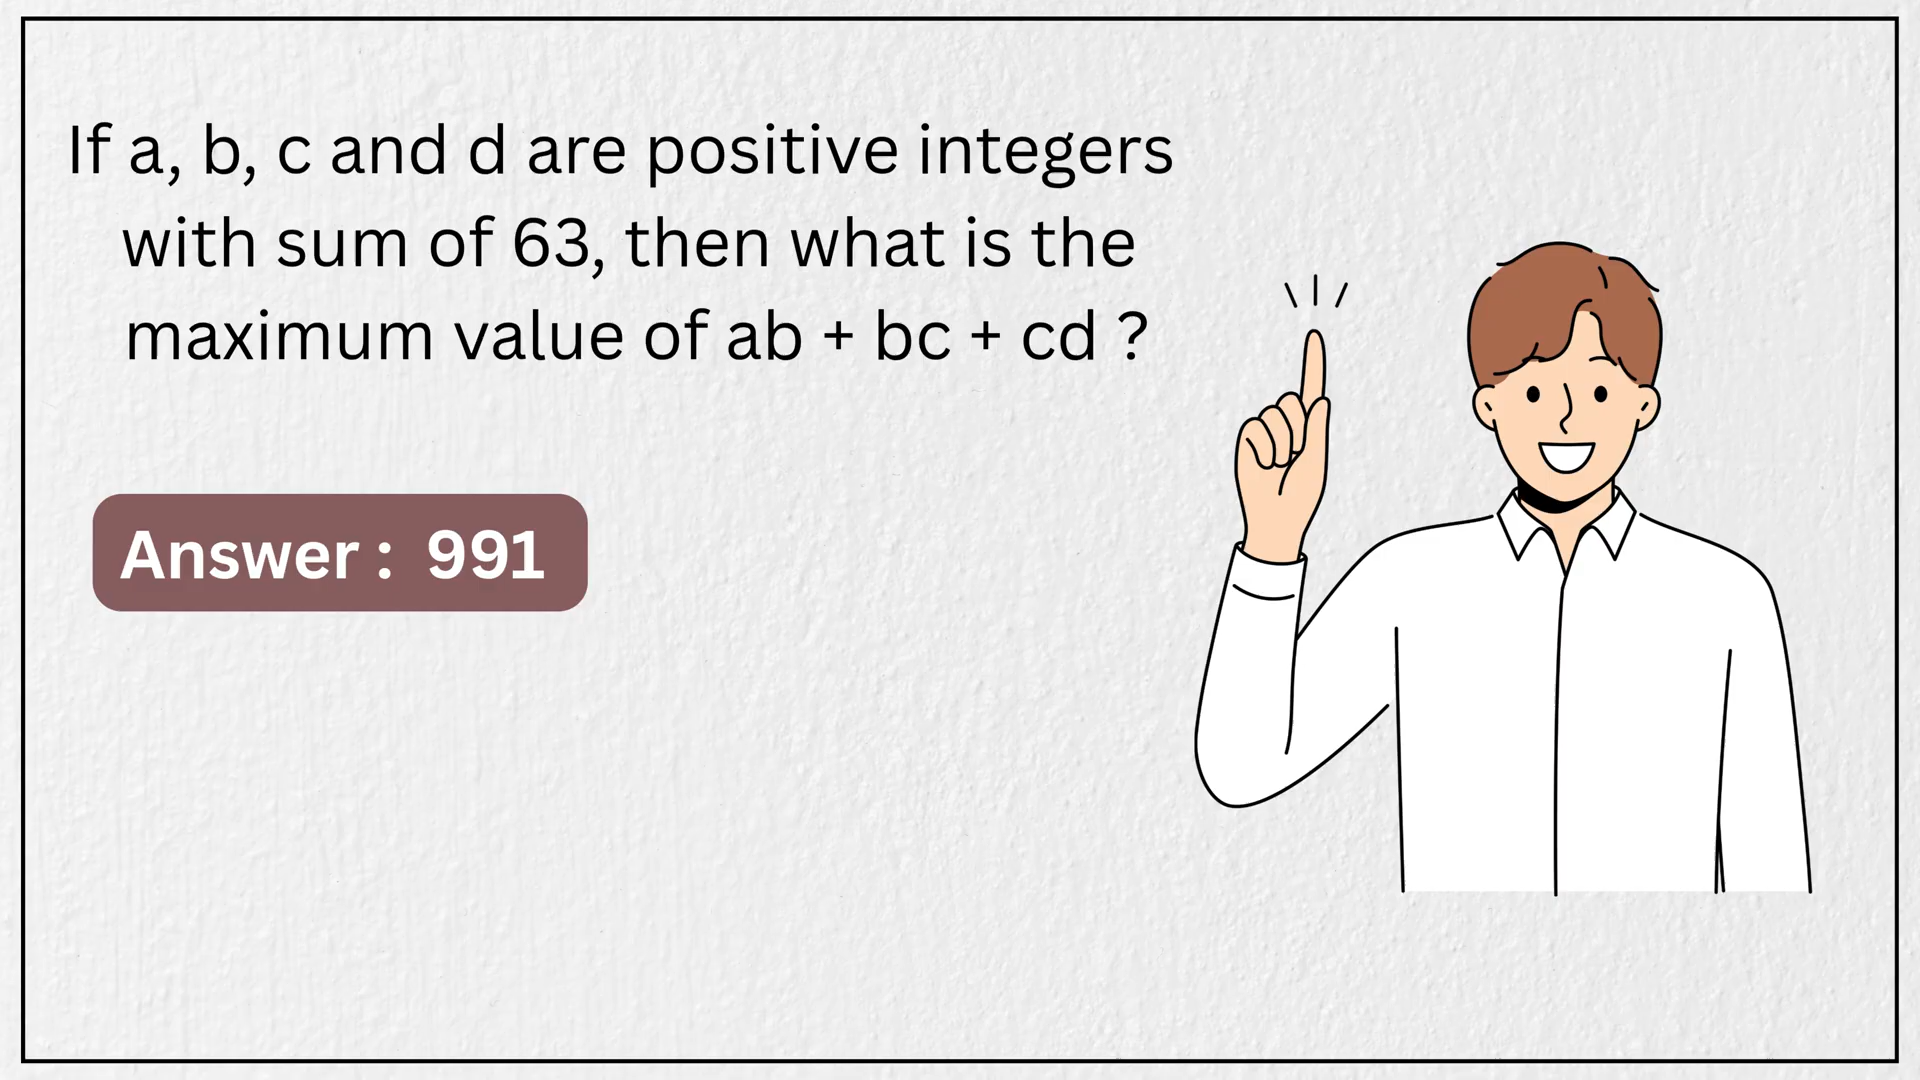 If a, b, c and d are positive integers
with sum of 63, then what is the
maximum value of ab + bc + cd ?
Answer : 991